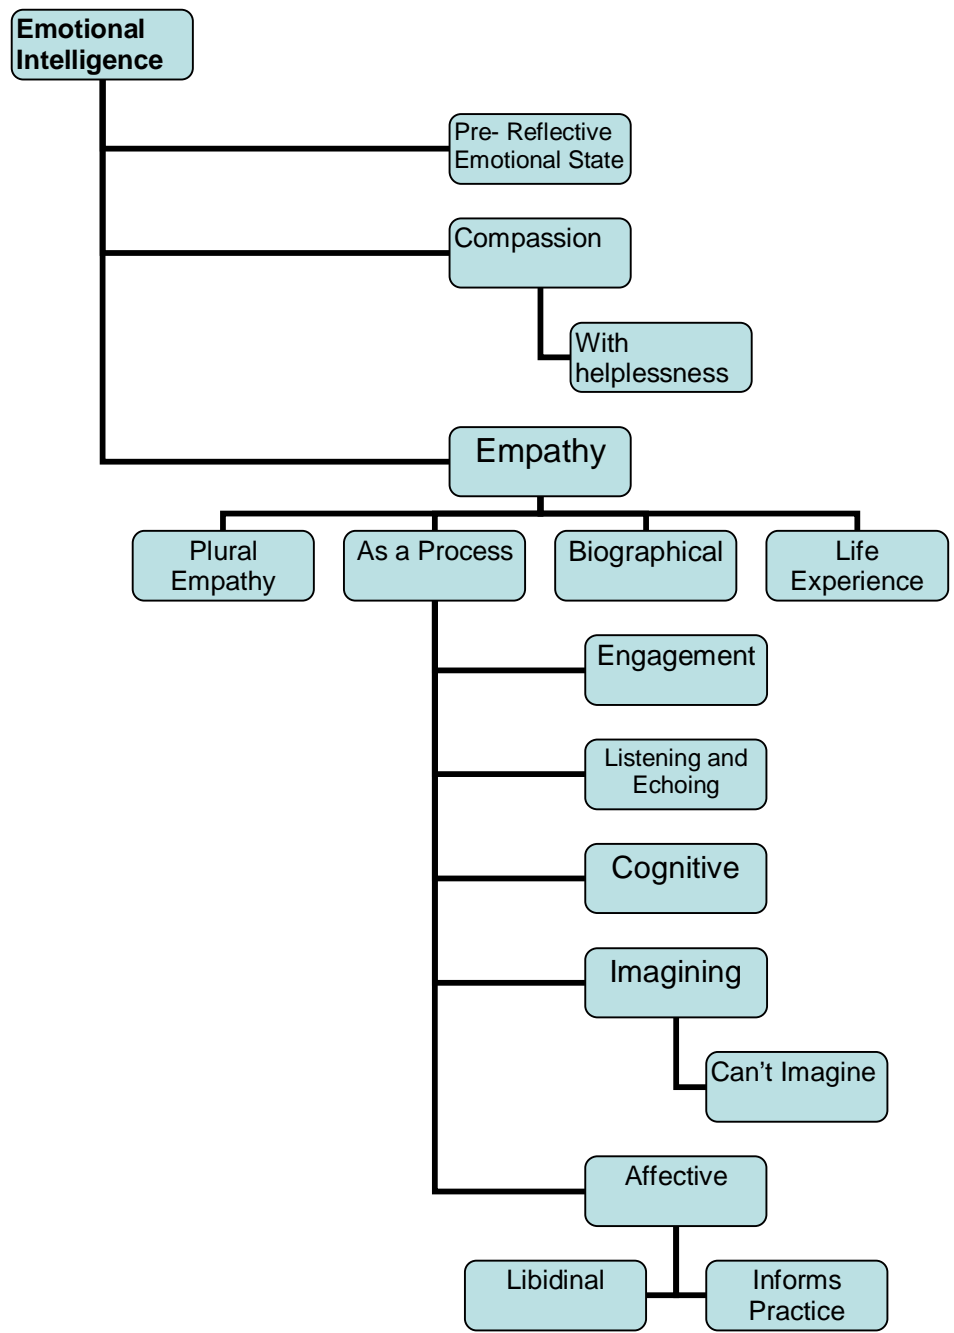 Emotional
Intelligence
Pre- Reflective
Emotional State
Compassion
With
helplessness
Empathy
Plural
Empathy
As a Process
Biographical
Life
Experience
Engagement
Listening and
Echoing
Cognitive
Imagining
Can’t Imagine
Affective
Libidinal
Informs
Practice